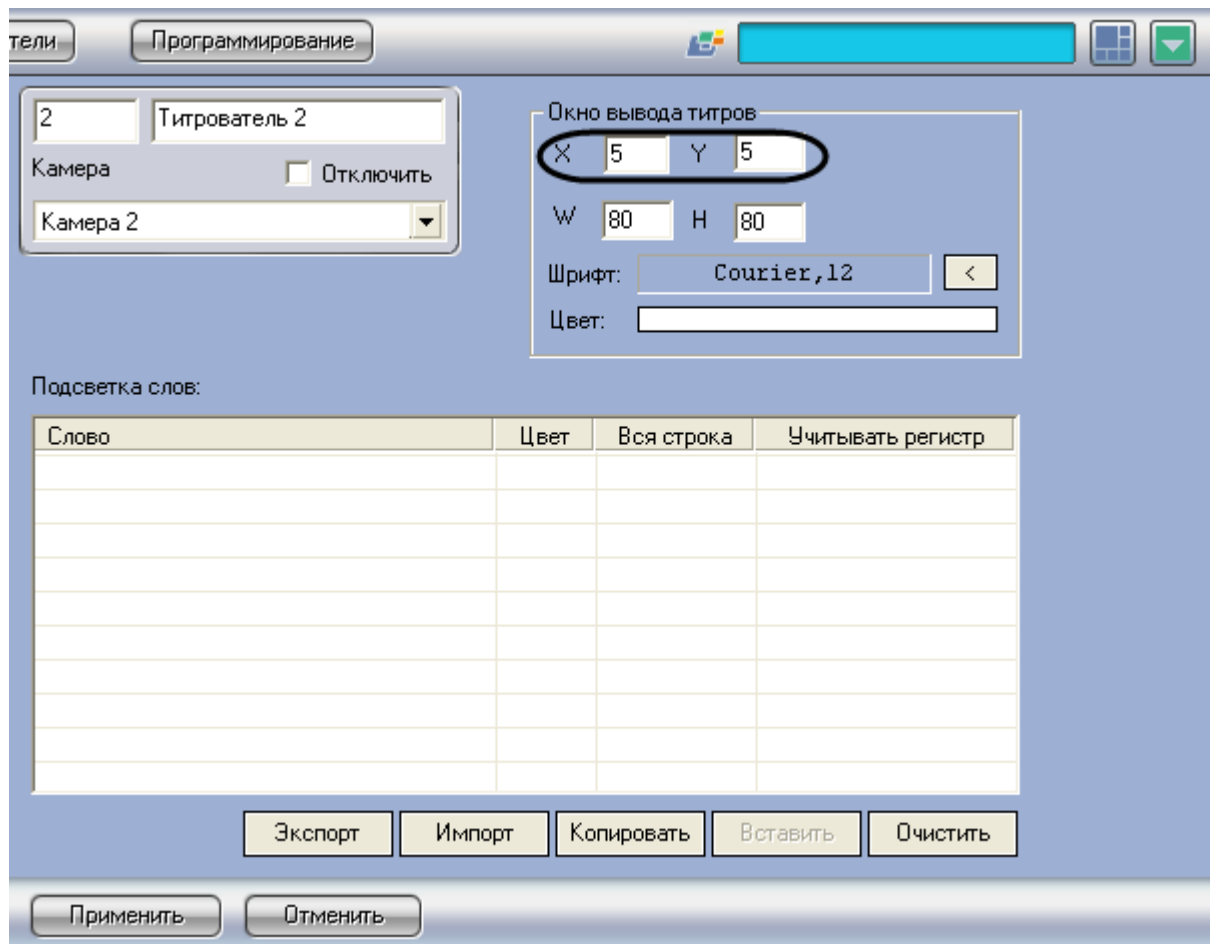 тели Программирование
2 Титрователь 2
Камера Отключить
Камера 2
Окно вывода титров
X 5 Y 5
W 80 H 80
Шрифт: Courier,12 <
Цвет:
Подсветка слов:
Слово Цвет Вся строка Учитывать регистр
Экспорт Импорт Копировать Вставить Очистить
Применить Отменить